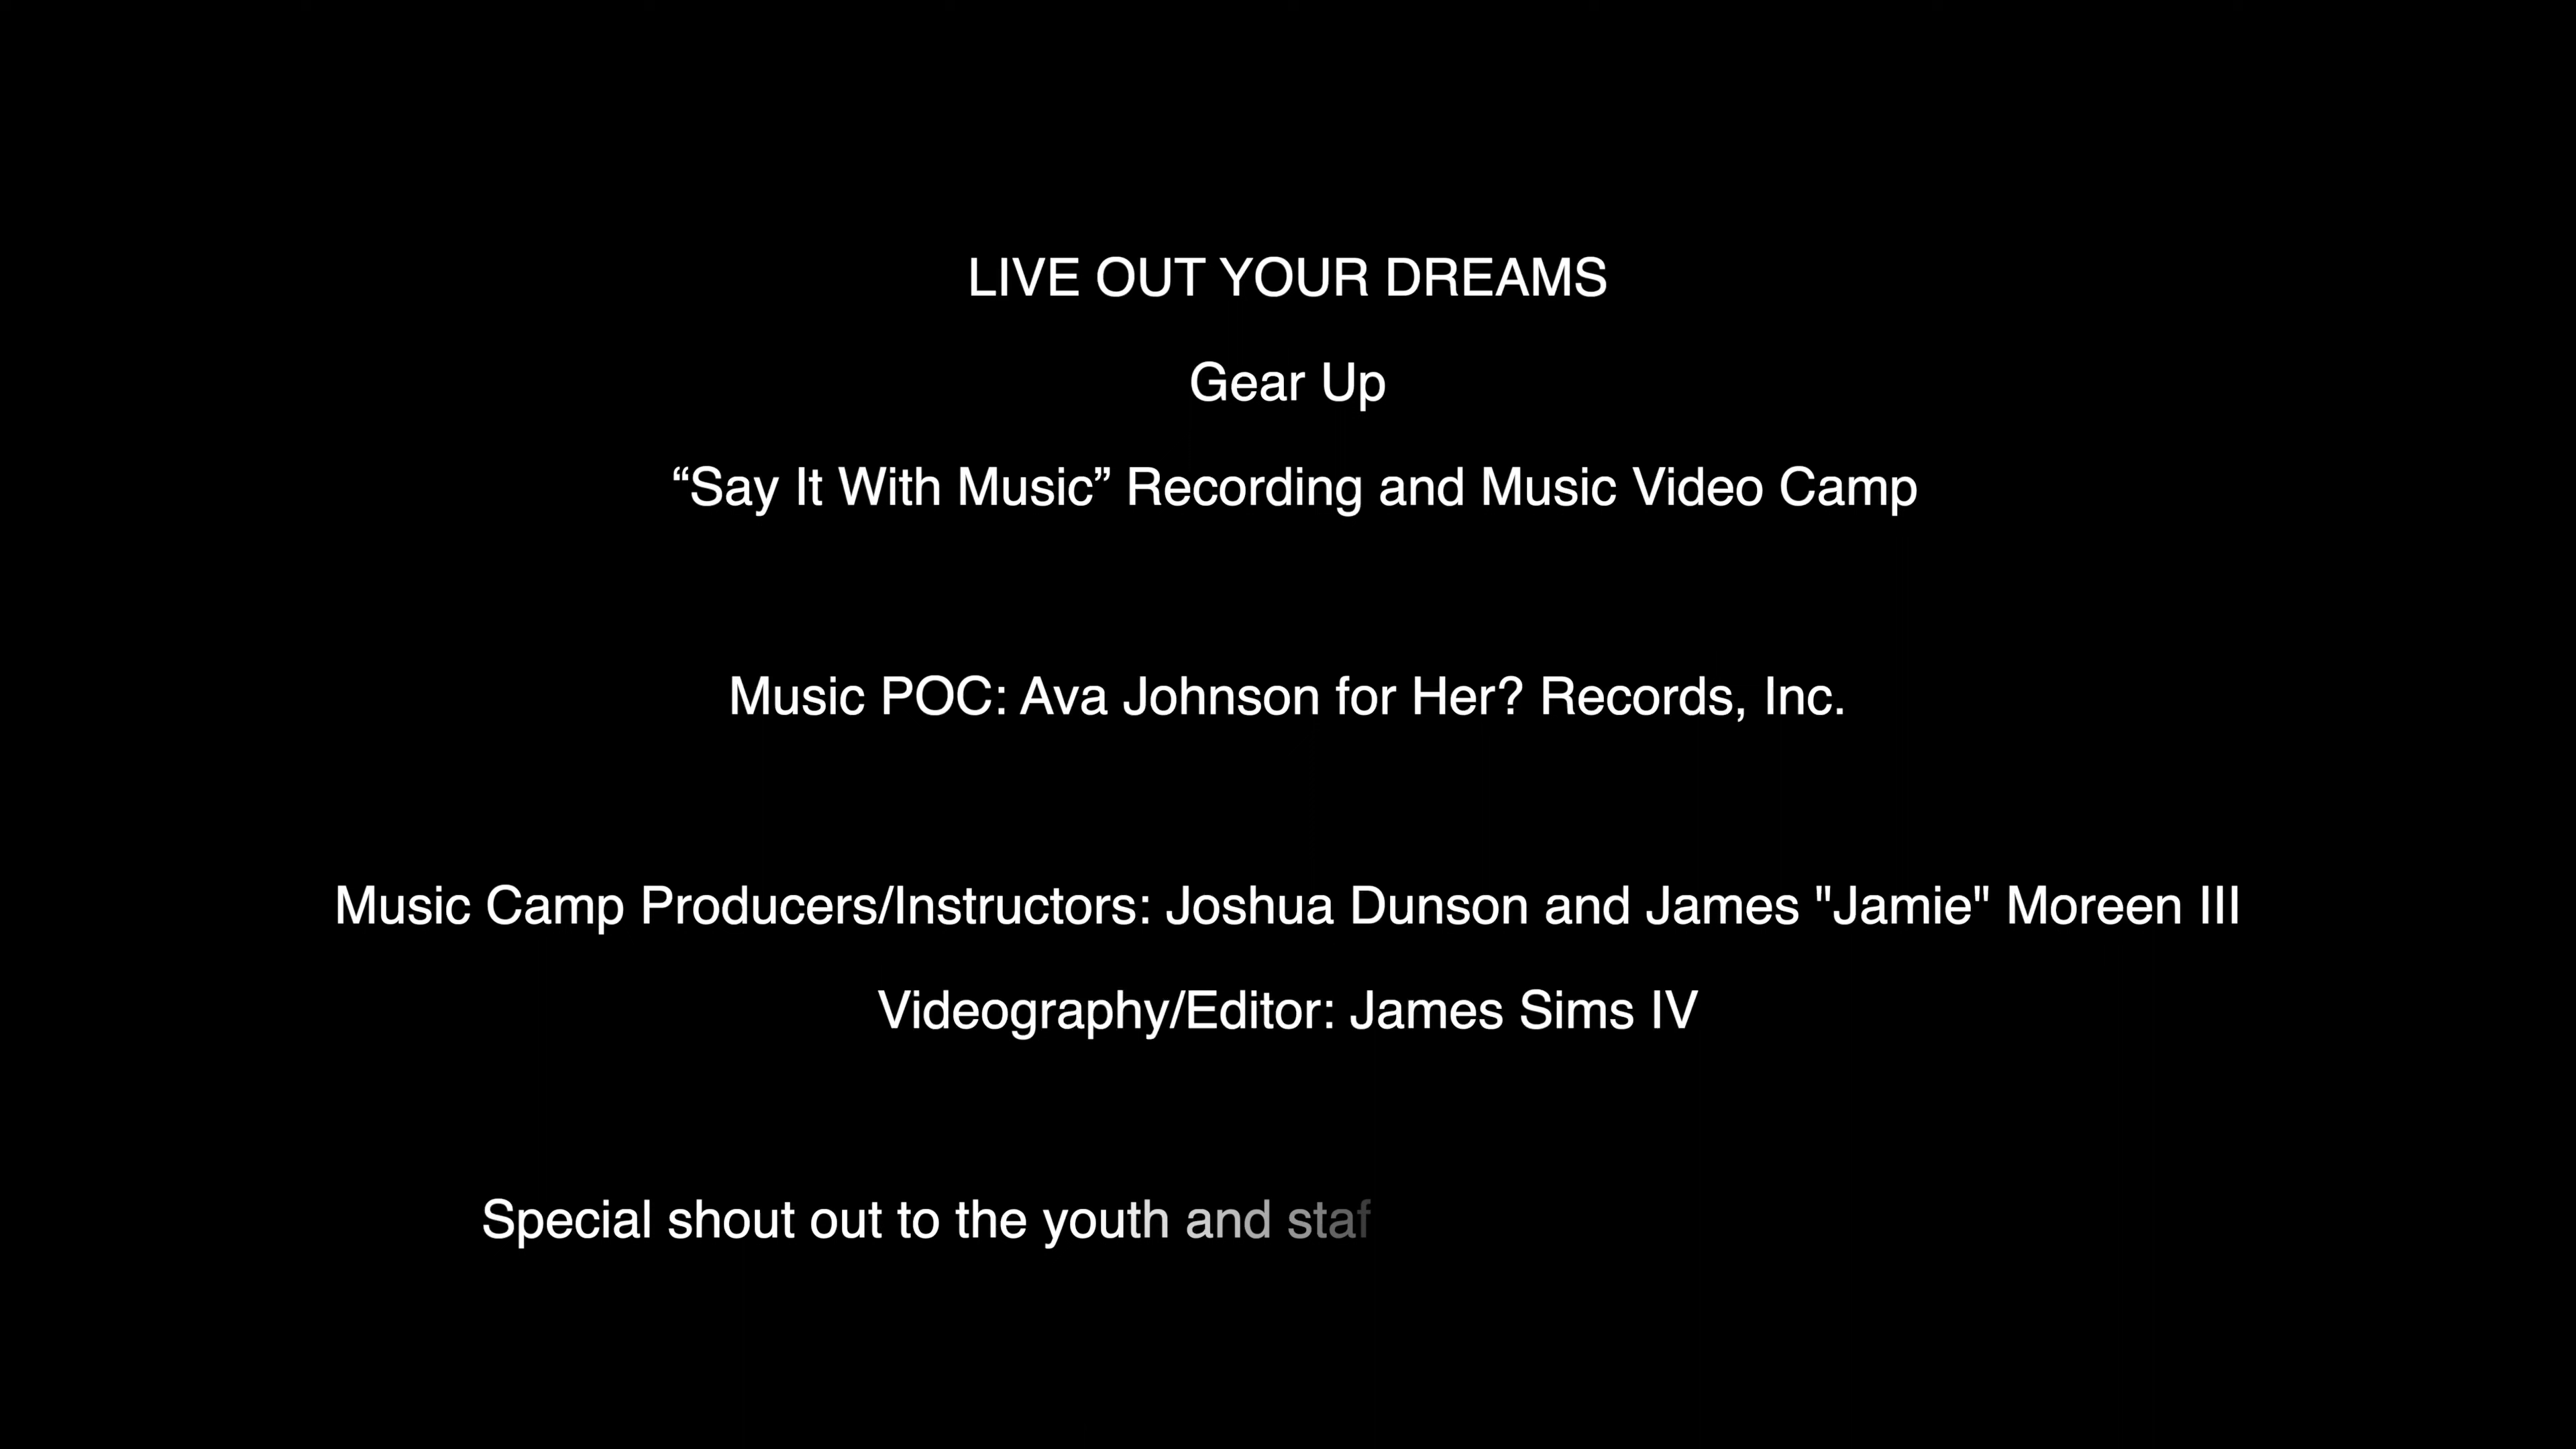 LIVE OUT YOUR DREAMS
Gear Up
“Say It With Music” Recording and Music Video Camp
Music POC: Ava Johnson for Her? Records, Inc.
Music Camp Producers/Instructors: Joshua Dunson and James "Jamie" Moreen III
Videography/Editor: James Sims IV
Special shout out to the youth and staf